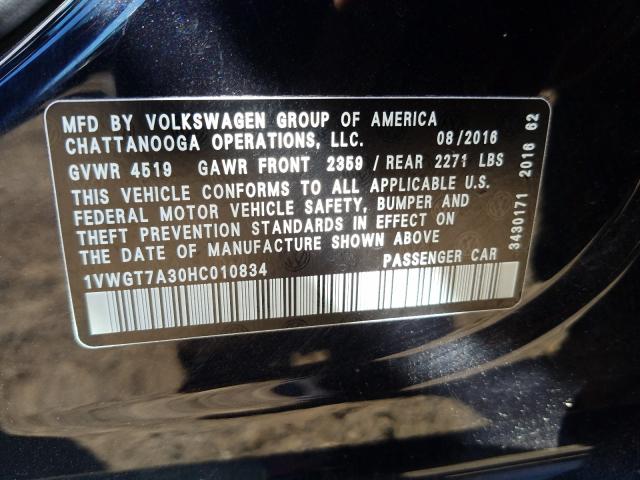 MFD BY VOLKSWAGEN GROUP OF AMERICA
CHATTANOOGA OPERATIONS, LLC. 08/2016
GVWR 4519 GAWR FRONT 2359 / REAR 2271 LBS
THIS VEHICLE CONFORMS TO ALL APPLICABLE U.S.
FEDERAL MOTOR VEHICLE SAFETY, BUMPER AND
THEFT PREVENTION STANDARDS IN EFFECT ON
THE DATE OF MANUFACTURE SHOWN ABOVE
1VWGT7A30HC010834 PASSENGER CAR
3430171 2016 62